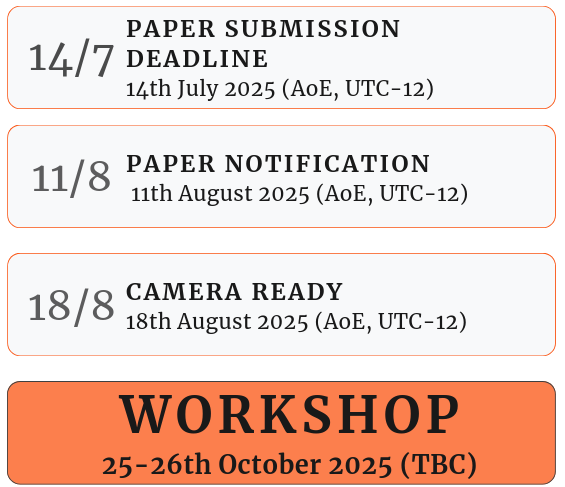 14/7
PAPER SUBMISSION
DEADLINE
14th July 2025 (AoE, UTC-12)
11/8
PAPER NOTIFICATION
11th August 2025 (AoE, UTC-12)
18/8
CAMERA READY
18th August 2025 (AoE, UTC-12)
WORKSHOP
25-26th October 2025 (TBC)